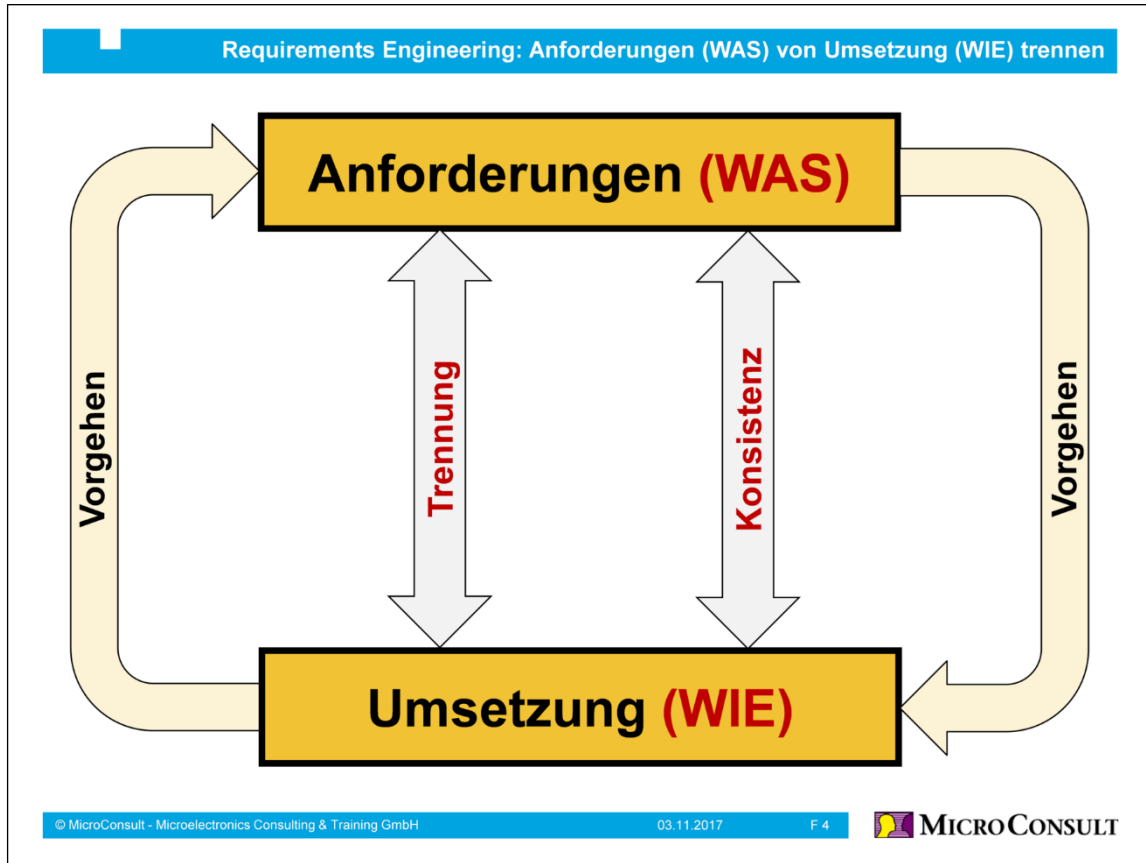 Requirements Engineering: Anforderungen (WAS) von Umsetzung (WIE) trennen
Anforderungen (WAS)
Vorgehen
Trennung
Konsistenz
Vorgehen
Umsetzung (WIE)
© MicroConsult - Microelectronics Consulting & Training GmbH
03.11.2017
F 4
MICROCONSULT